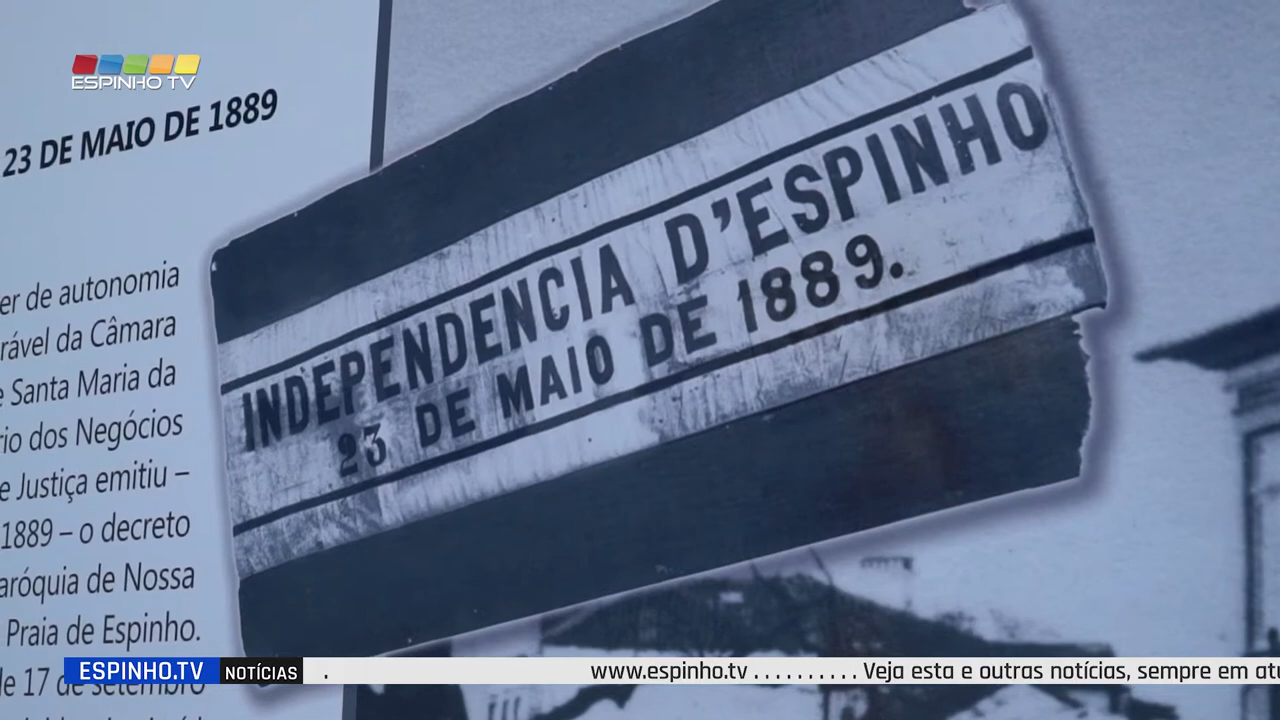 ESPINHO TV
23 DE MAIO DE 1889
er de autonomia
rável da Câmara
e Santa Maria da
rio dos Negócios
e Justiça emitiu –
1889 – o decreto
aróquia de Nossa
Praia de Espinho.
de 17 de setembro
INDEPENDENCIA D'ESPINHO
23 DE MAIO DE 1889.
ESPINHO.TV NOTÍCIAS . www.espinho.tv . . . . . . . . . . Veja esta e outras notícias, sempre em atu